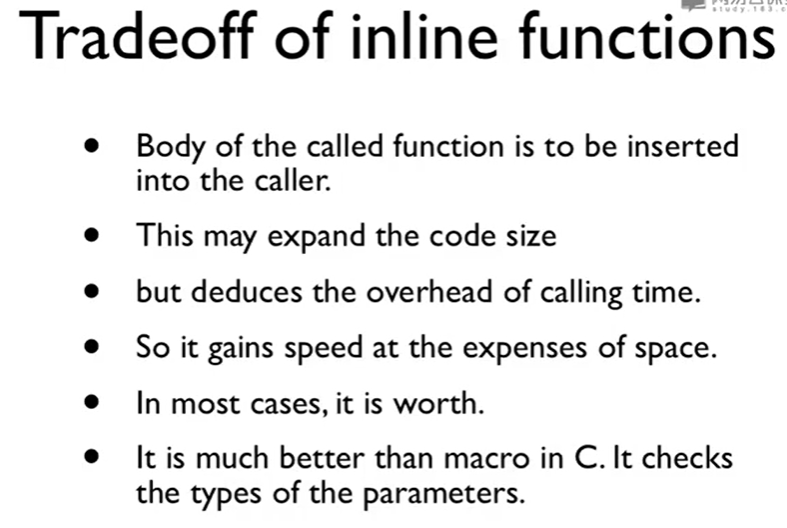 Tradeoff of inline functions
• Body of the called function is to be inserted
into the caller.
• This may expand the code size
• but deduces the overhead of calling time.
• So it gains speed at the expenses of space.
• In most cases, it is worth.
• It is much better than macro in C. It checks
the types of the parameters.